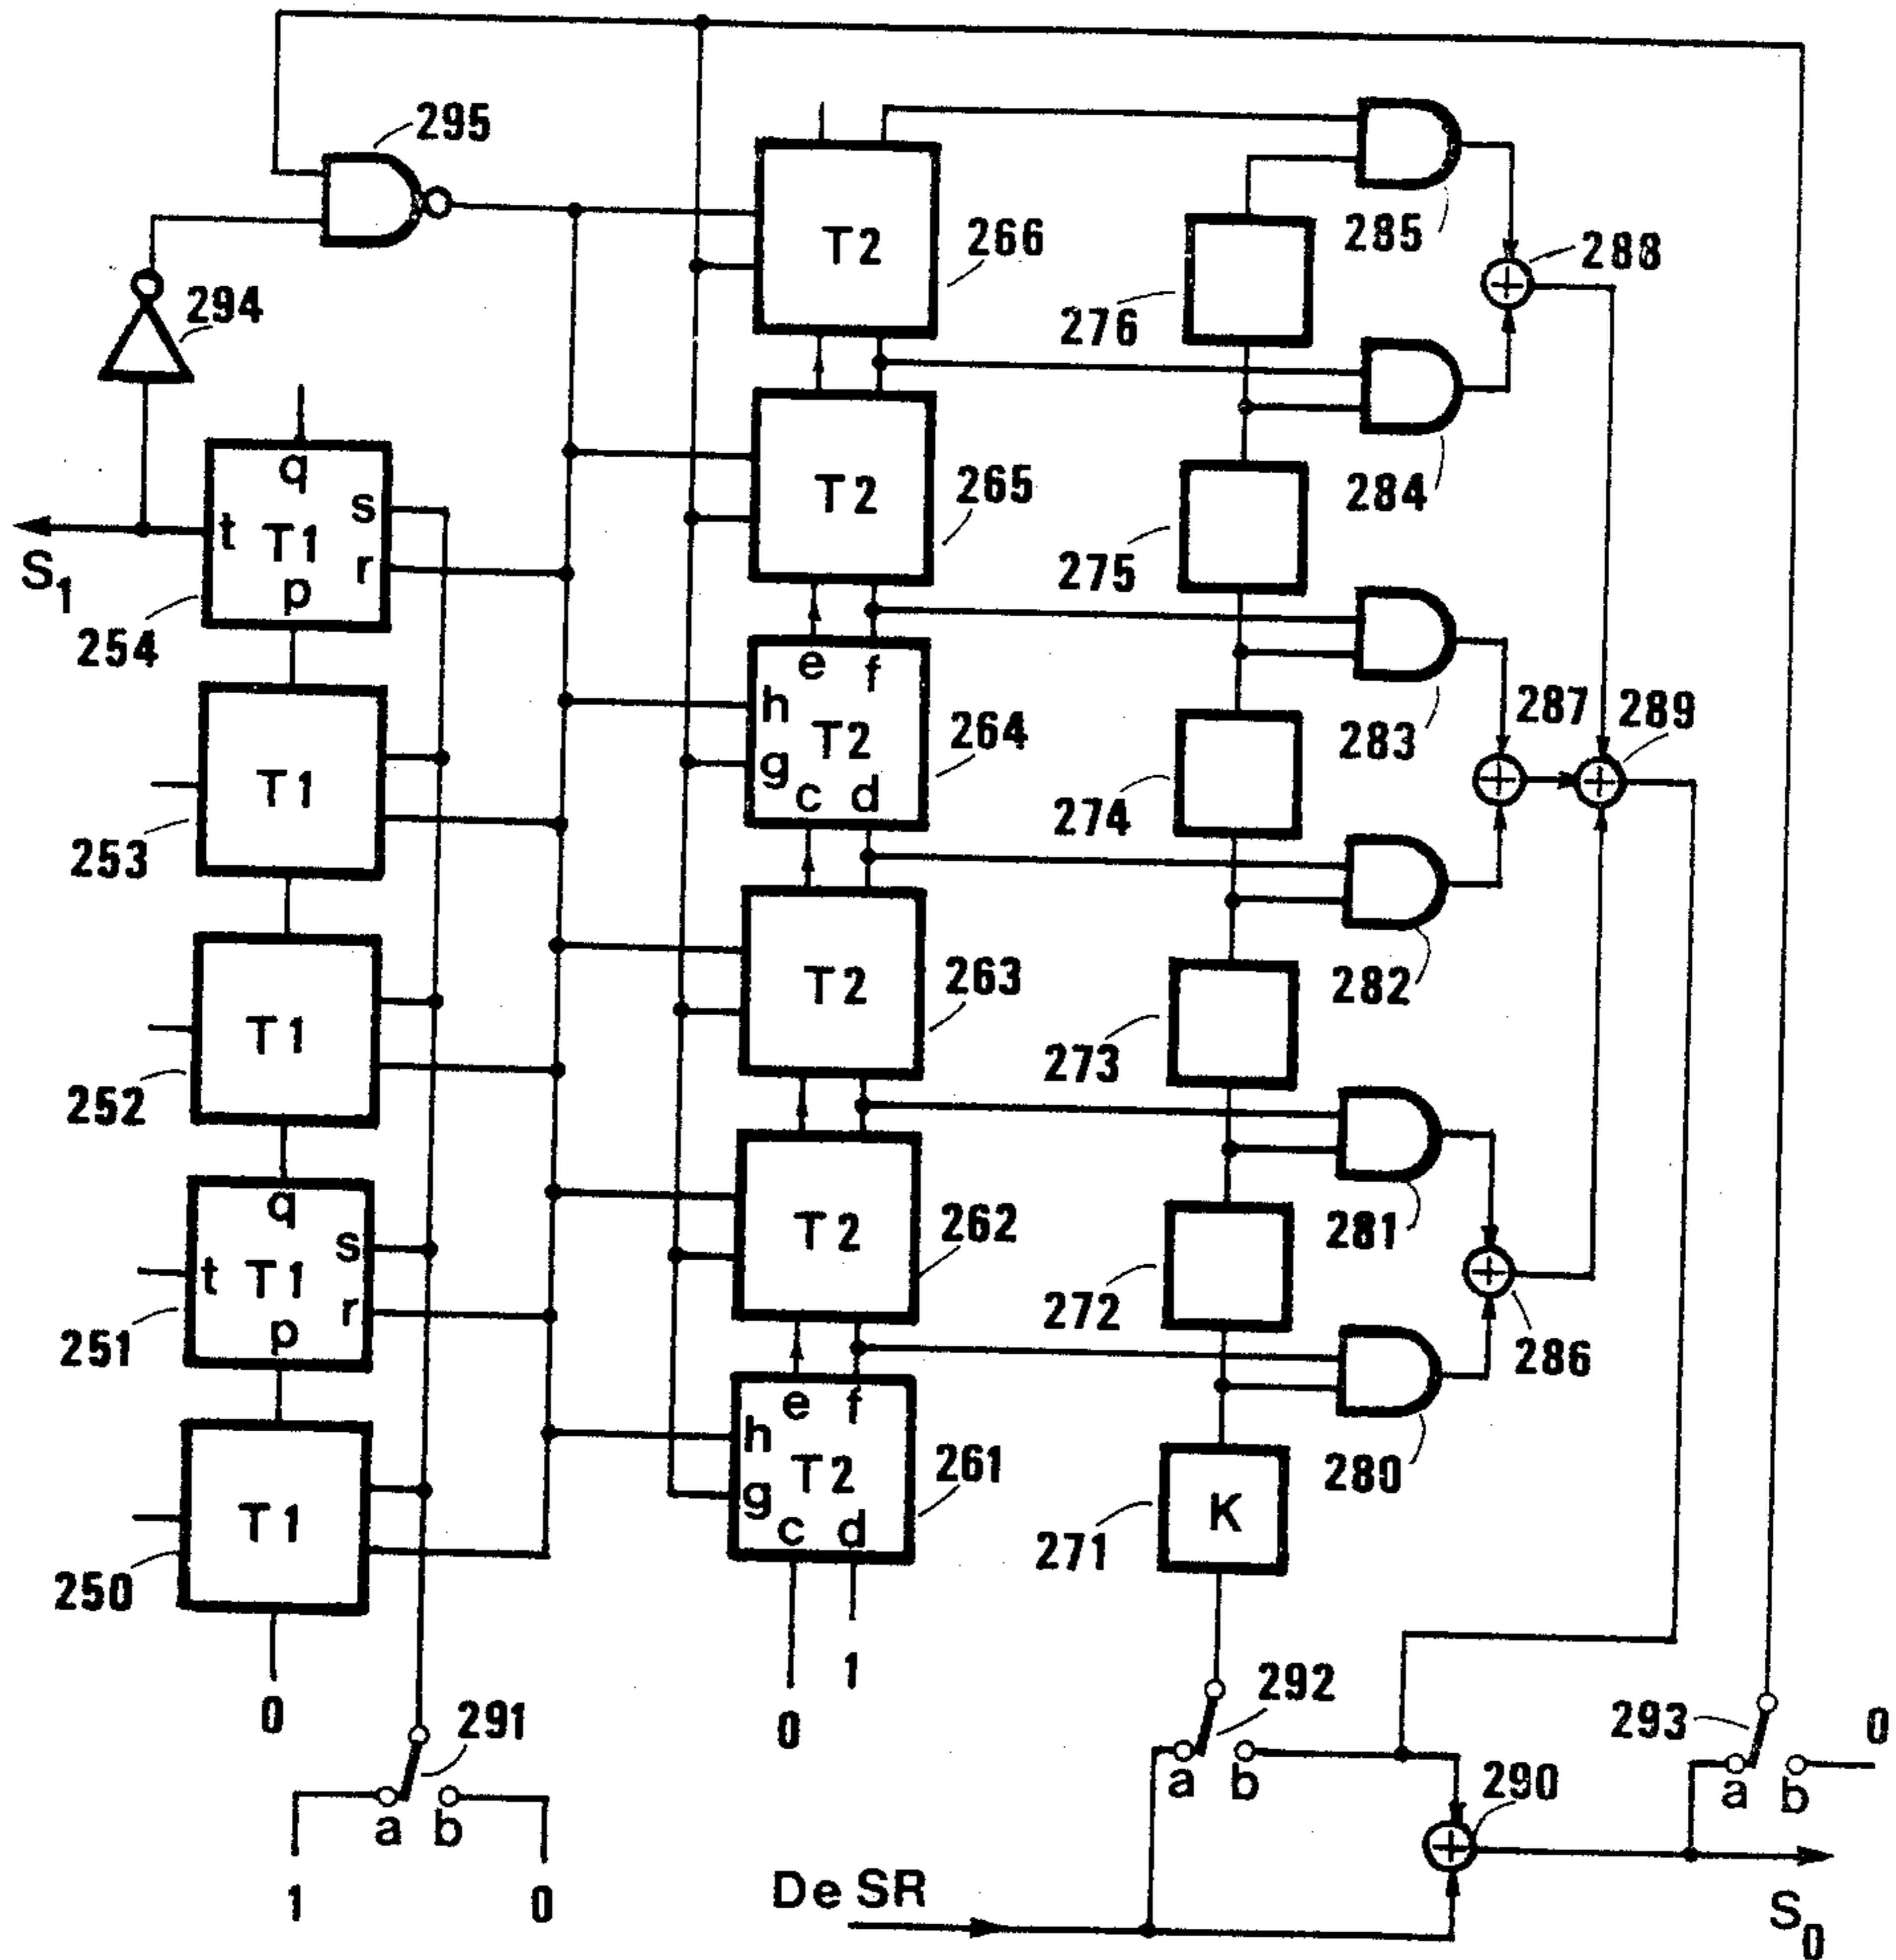 295
T2
266
285
288
294
276
q
s
t
T1
r
p
S1
254
T2
265
284
275
e
f
h
T2
g
c
d
264
283
287
289
T1
253
274
T2
263
282
T1
252
273
q
s
t
T1
r
p
251
T2
262
281
272
286
e
f
h
T2
g
c
d
261
280
T1
250
K
271
0
291
a
b
1
0
0
1
292
a
b
293
0
a
b
290
De SR
S0